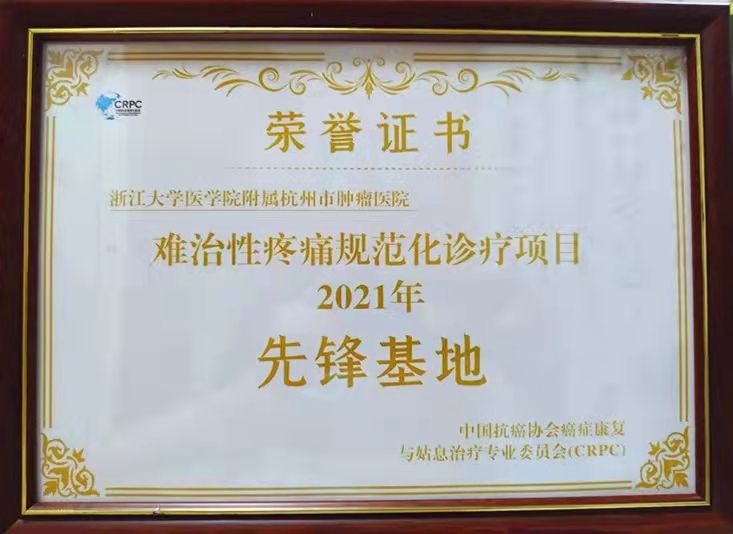 CRPC
荣誉证书
浙江大学医学院附属杭州市肿瘤医院
难治性疼痛规范化诊疗项目
2021年
先锋基地
中国抗癌协会癌症康复
与姑息治疗专业委员会(CRPC)